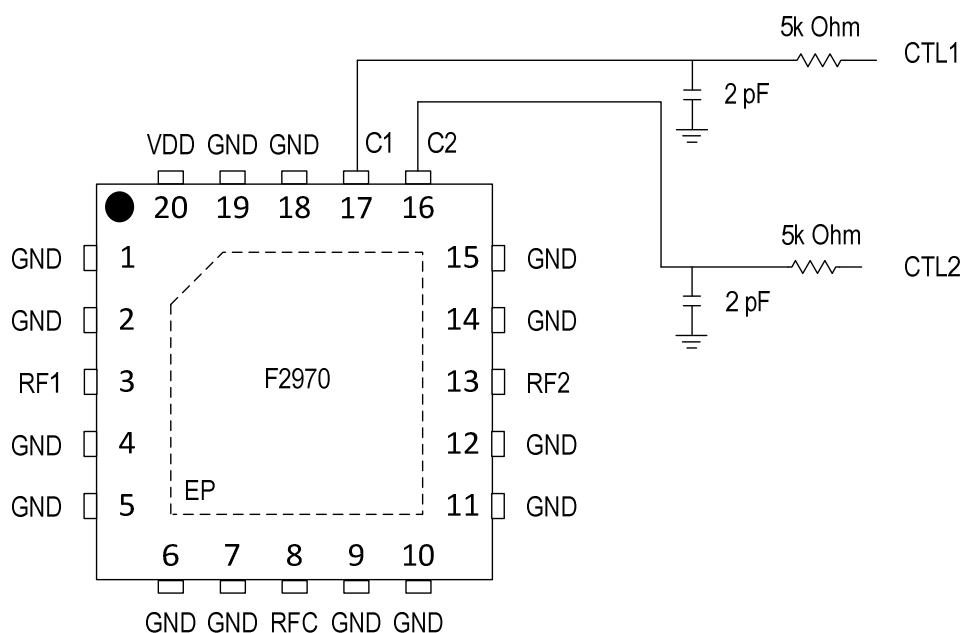 5k Ohm
CTL1
2 pF
VDD GND GND C1 C2
20 19 18 17 16
5k Ohm
GND 1 15 GND
CTL2
2 pF
GND 2 14 GND
RF1 3 F2970 13 RF2
GND 4 12 GND
EP
GND 5 11 GND
6 7 8 9 10
GND GND RFC GND GND